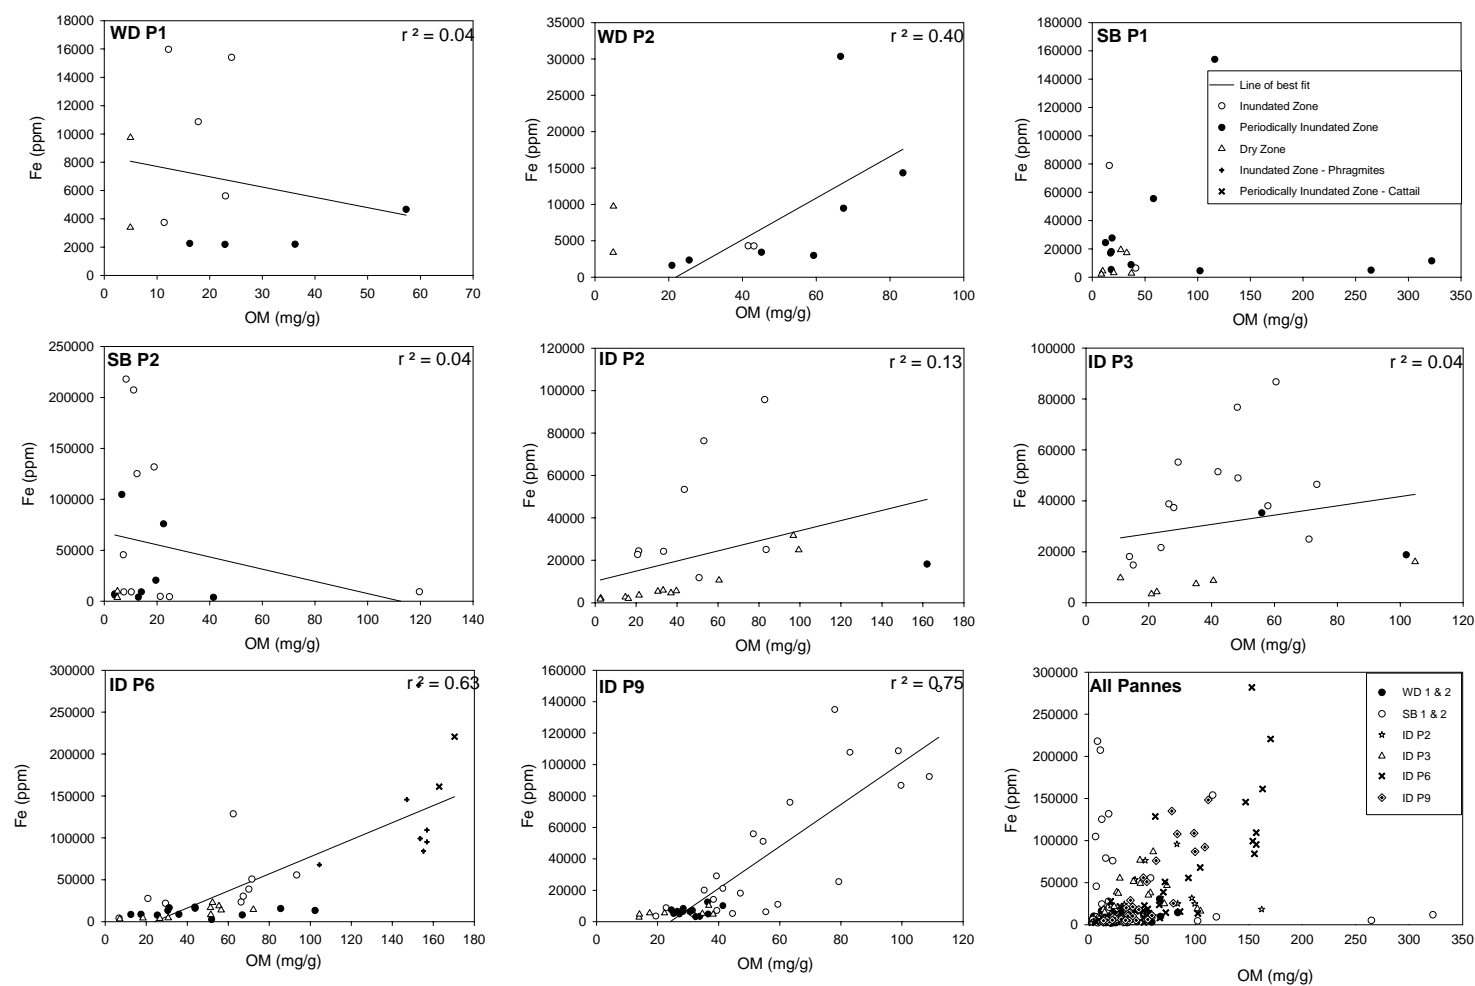 WD P1
r ² = 0.04
18000
16000
14000
12000
10000
8000
6000
4000
2000
0
Fe (ppm)
0 10 20 30 40 50 60 70
OM (mg/g)
WD P2
r ² = 0.40
35000
30000
25000
20000
15000
10000
5000
0
Fe (ppm)
0 20 40 60 80 100
OM (mg/g)
SB P1
180000
160000
140000
120000
100000
80000
60000
40000
20000
0
Fe (ppm)
Line of best fit
Inundated Zone
Periodically Inundated Zone
Dry Zone
Inundated Zone - Phragmites
Periodically Inundated Zone - Cattail
0 50 100 150 200 250 300 350
OM (mg/g)
SB P2
r ² = 0.04
250000
200000
150000
100000
50000
0
Fe (ppm)
0 20 40 60 80 100 120 140
OM (mg/g)
ID P2
r ² = 0.13
120000
100000
80000
60000
40000
20000
0
Fe (ppm)
0 20 40 60 80 100 120 140 160 180
OM (mg/g)
ID P3
r ² = 0.04
100000
80000
60000
40000
20000
0
Fe (ppm)
0 20 40 60 80 100 120
OM (mg/g)
ID P6
r ² = 0.63
300000
250000
200000
150000
100000
50000
0
Fe (ppm)
0 20 40 60 80 100 120 140 160 180
OM (mg/g)
ID P9
r ² = 0.75
160000
140000
120000
100000
80000
60000
40000
20000
0
Fe (ppm)
0 20 40 60 80 100 120
OM (mg/g)
All Pannes
300000
250000
200000
150000
100000
50000
0
Fe (ppm)
WD 1 & 2
SB 1 & 2
ID P2
ID P3
ID P6
ID P9
0 50 100 150 200 250 300 350
OM (mg/g)